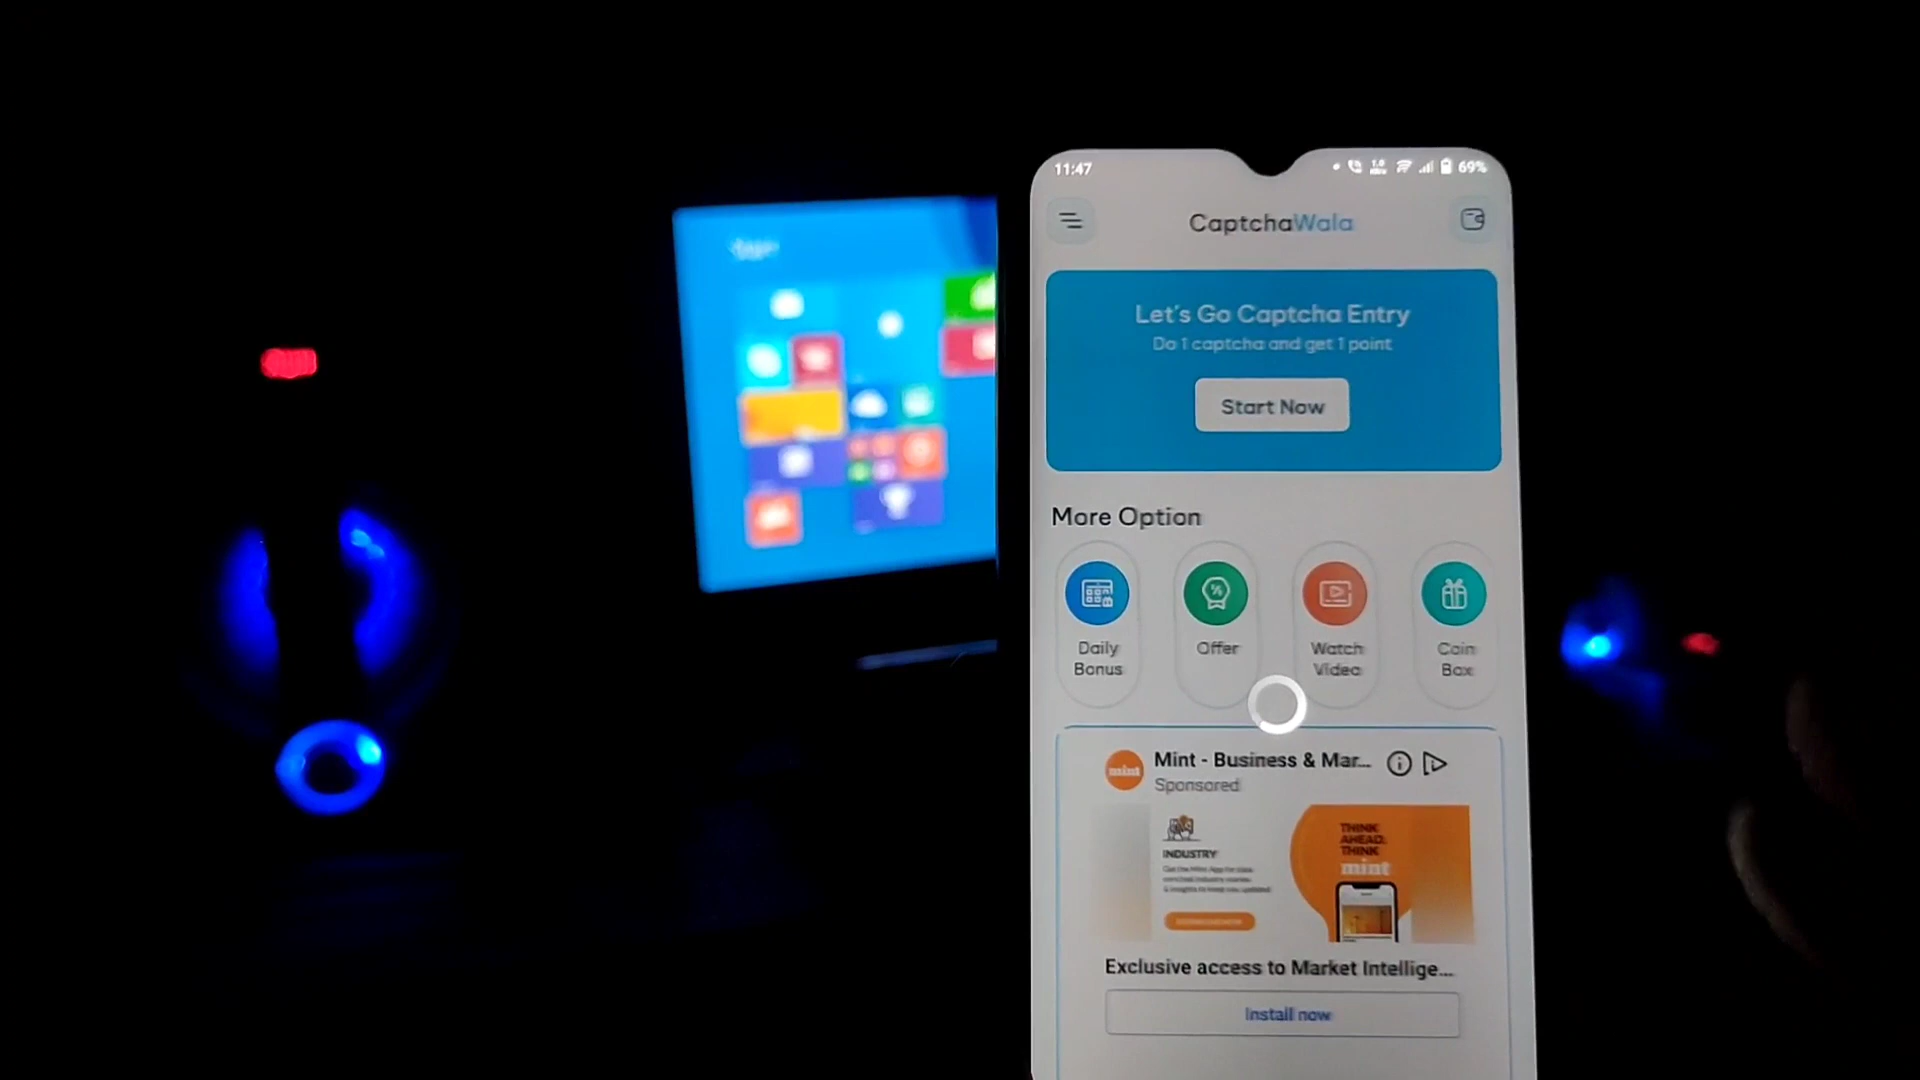 Start
11:47
69%
CaptchaWala
Let's Go Captcha Entry
Do 1 captcha and get 1 point
Start Now
More Option
Daily Bonus
Offer
Watch Video
Coin Box
mint
Mint - Business & Mar...
Sponsored
INDUSTRY
THINK
AHEAD.
THINK
mint
Exclusive access to Market Intellige...
Install now